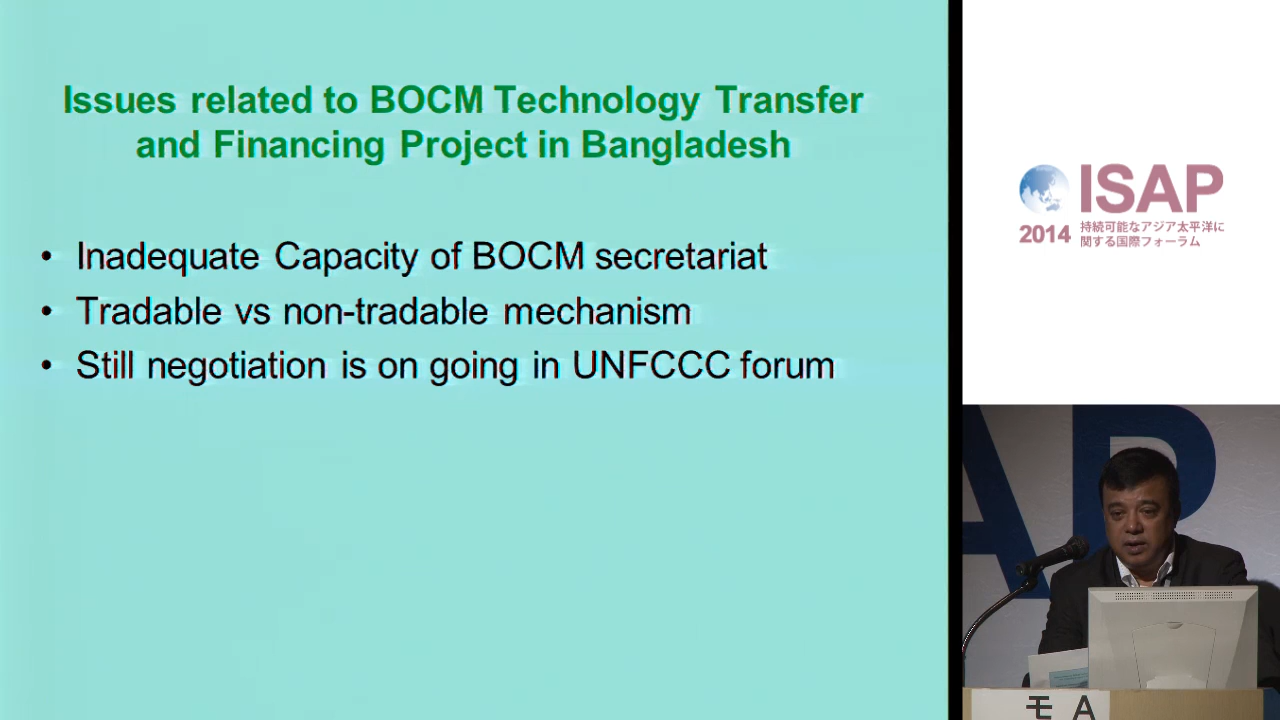 Issues related to BOCM Technology Transfer
and Financing Project in Bangladesh
• Inadequate Capacity of BOCM secretariat
• Tradable vs non-tradable mechanism
• Still negotiation is on going in UNFCCC forum
ISAP
2014
持続可能なアジア太平洋に
関する国際フォーラム
AP
モ A